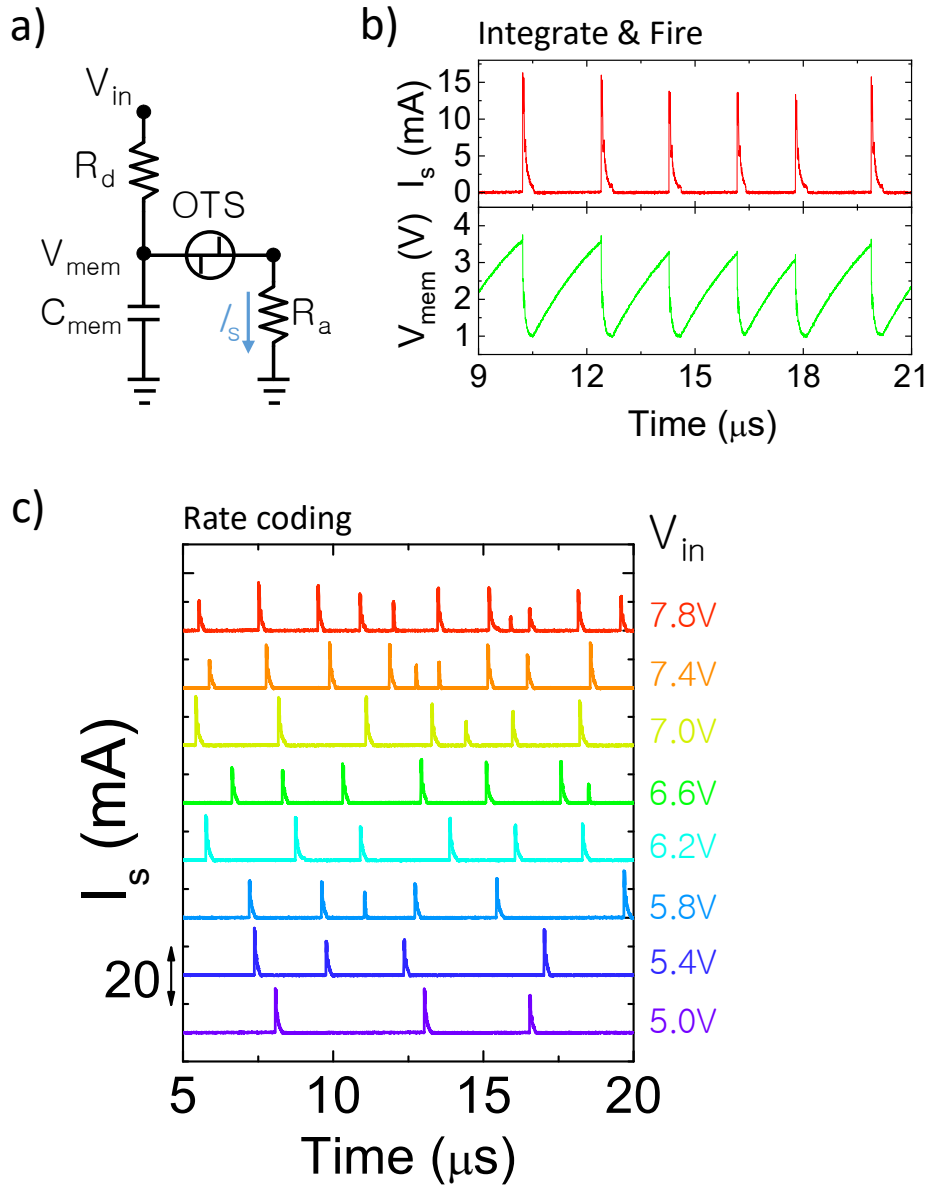 a)
V_in
R_d
OTS
V_mem
C_mem
I_s
R_a
b)
Integrate & Fire
I_s (mA)
15
10
5
0
V_mem (V)
4
3
2
1
9 12 15 18 21
Time (μs)
c)
Rate coding
V_in
7.8V
7.4V
7.0V
6.6V
6.2V
5.8V
5.4V
5.0V
I_s (mA)
20
5 10 15 20
Time (μs)